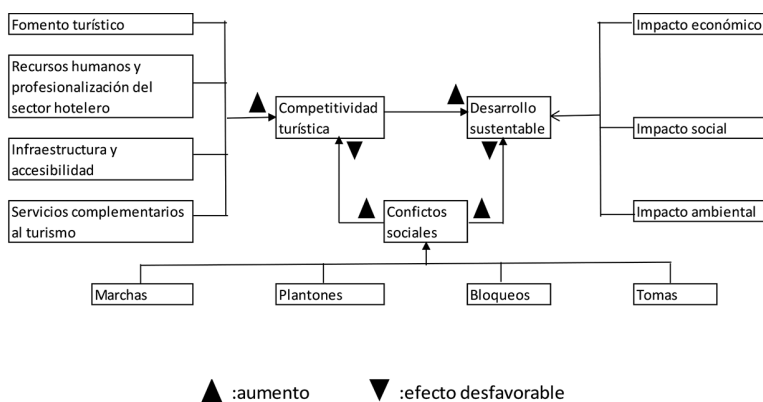 Fomento turístico
Recursos humanos y
profesionalización del
sector hotelero
Infraestructura y
accesibilidad
Servicios complementarios
al turismo
Competitividad
turística
Desarrollo
sustentable
Confictos
sociales
Impacto económico
Impacto social
Impacto ambiental
Marchas
Plantones
Bloqueos
Tomas
:aumento
:efecto desfavorable